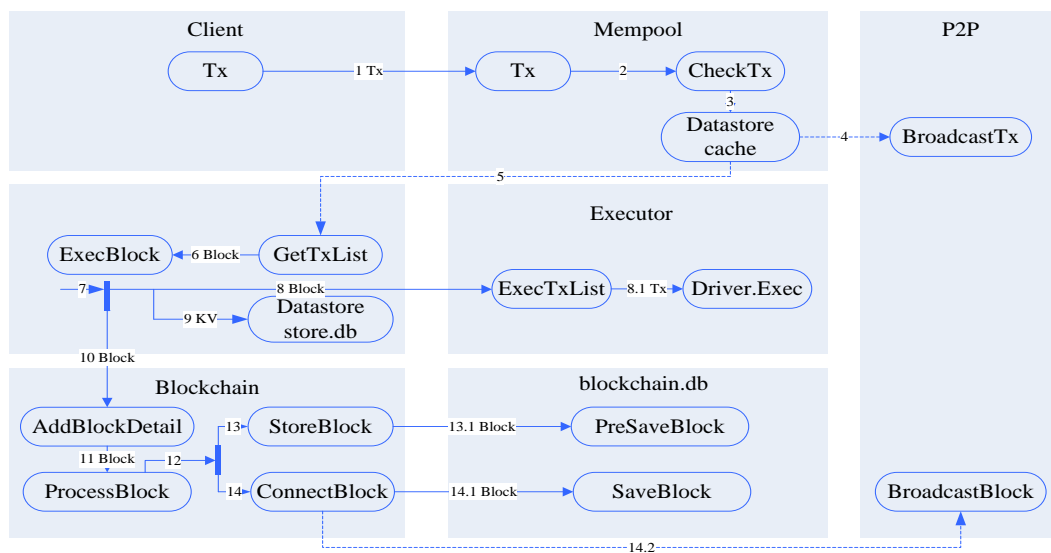 Client
Mempool
P2P
Tx
1 Tx
Tx
2
CheckTx
3
Datastore
cache
4
BroadcastTx
5
Executor
ExecBlock
6 Block
GetTxList
7
8 Block
ExecTxList
8.1 Tx
Driver.Exec
9 KV
Datastore
store.db
10 Block
Blockchain
blockchain.db
AddBlockDetail
13
StoreBlock
13.1 Block
PreSaveBlock
11 Block
12
ProcessBlock
14
ConnectBlock
14.1 Block
SaveBlock
BroadcastBlock
14.2